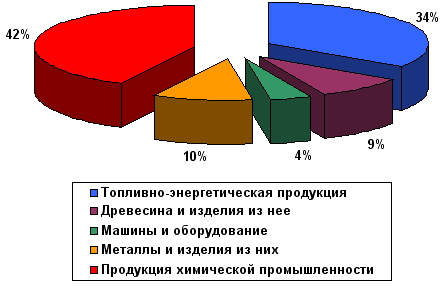 42%
34%
10%
4%
9%
Топливно-энергетическая продукция
Древесина и изделия из нее
Машины и оборудование
Металлы и изделия из них
Продукция химической промышленности